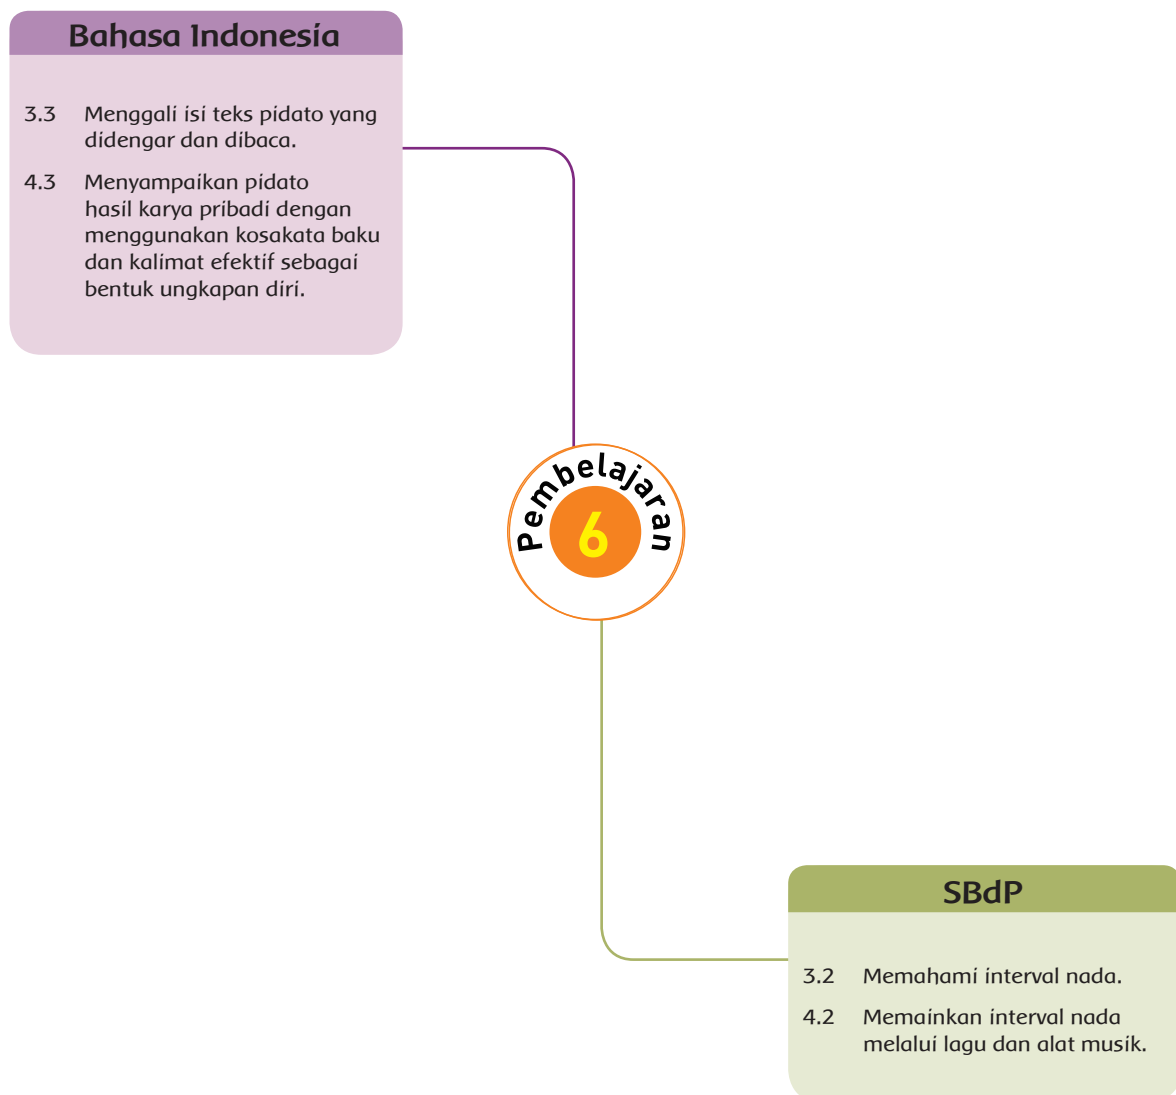 Bahasa Indonesia
3.3 Menggali isi teks pidato yang
didengar dan dibaca.
4.3 Menyampaikan pidato
hasil karya pribadi dengan
menggunakan kosakata baku
dan kalimat efektif sebagai
bentuk ungkapan diri.
Pembelajaran
6
SBdP
3.2 Memahami interval nada.
4.2 Memainkan interval nada
melalui lagu dan alat musik.